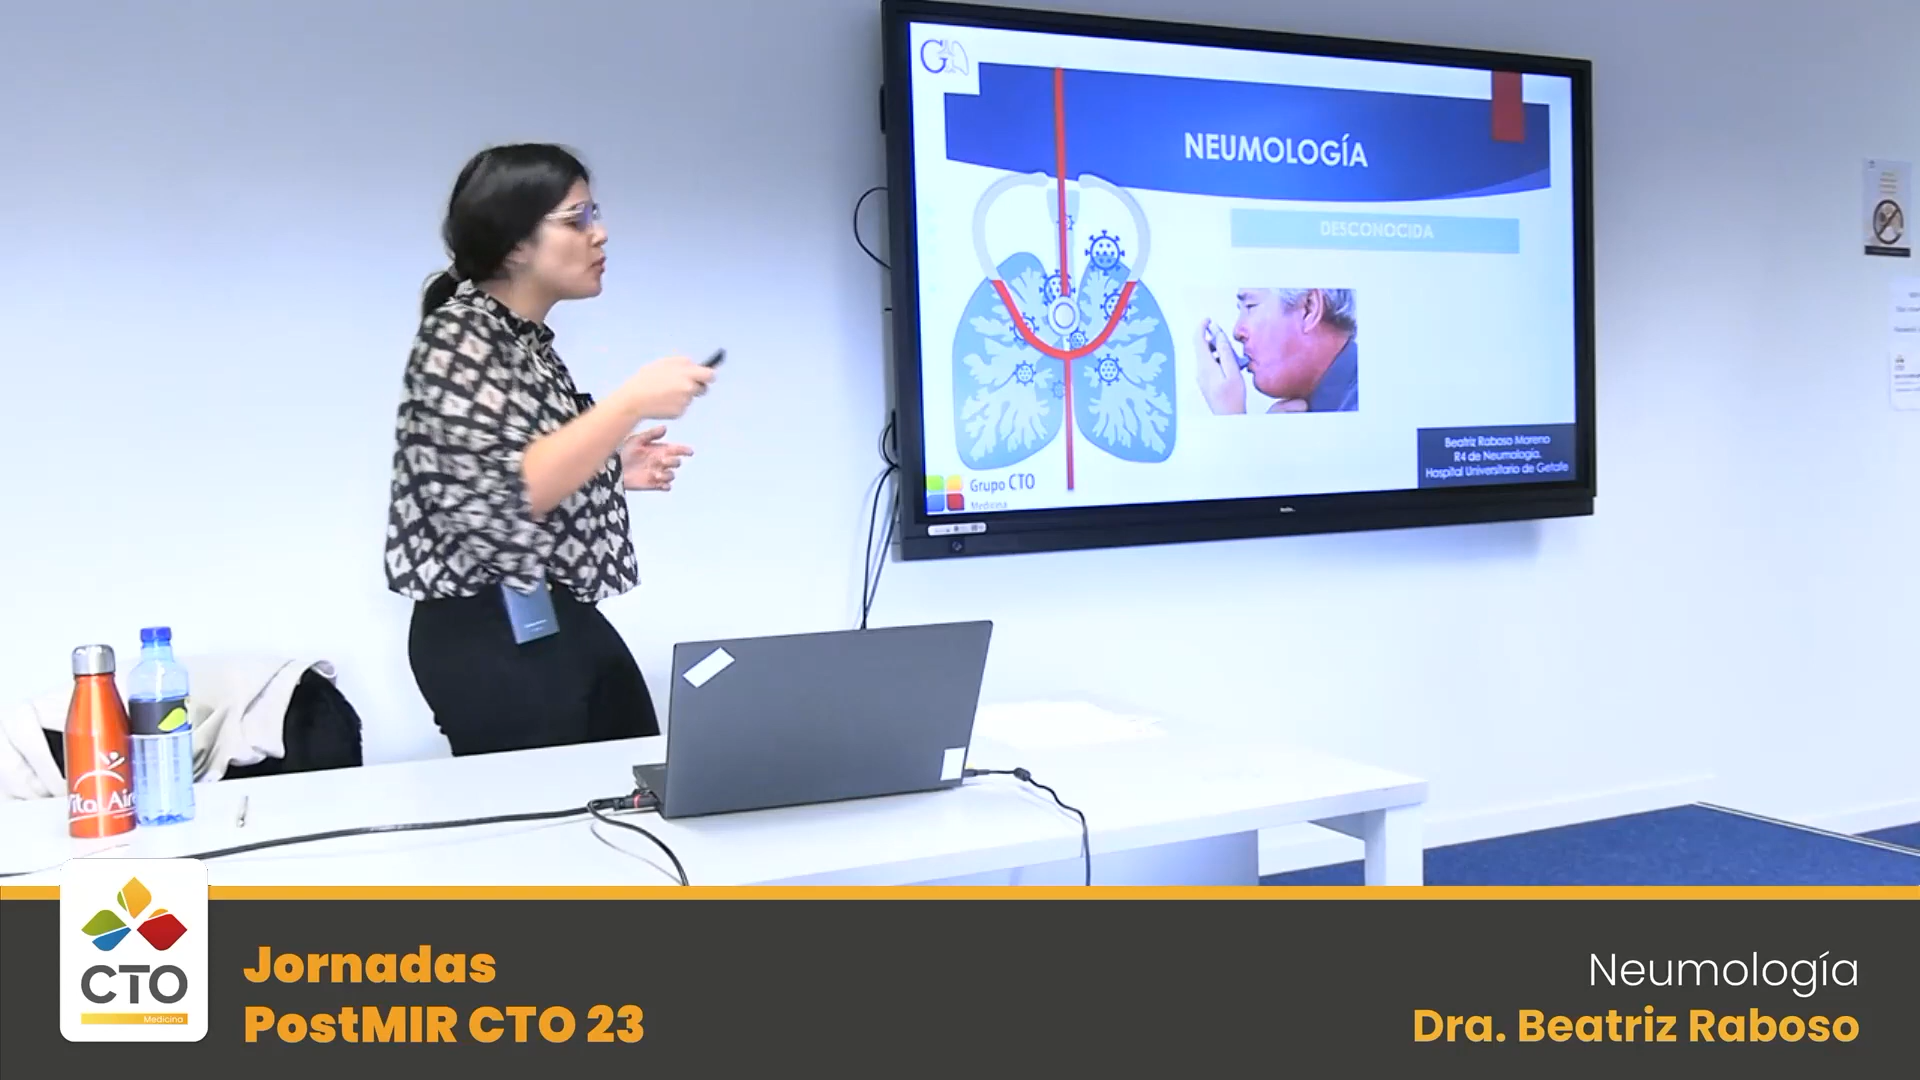 NEUMOLOGÍA
DESCONOCIDA
Beatriz Raboso Moreno
R4 de Neumología.
Hospital Universitario de Getafe
Grupo CTO
Medicina
VitalAire
CTO
Medicina
Jornadas
PostMIR CTO 23
Neumología
Dra. Beatriz Raboso